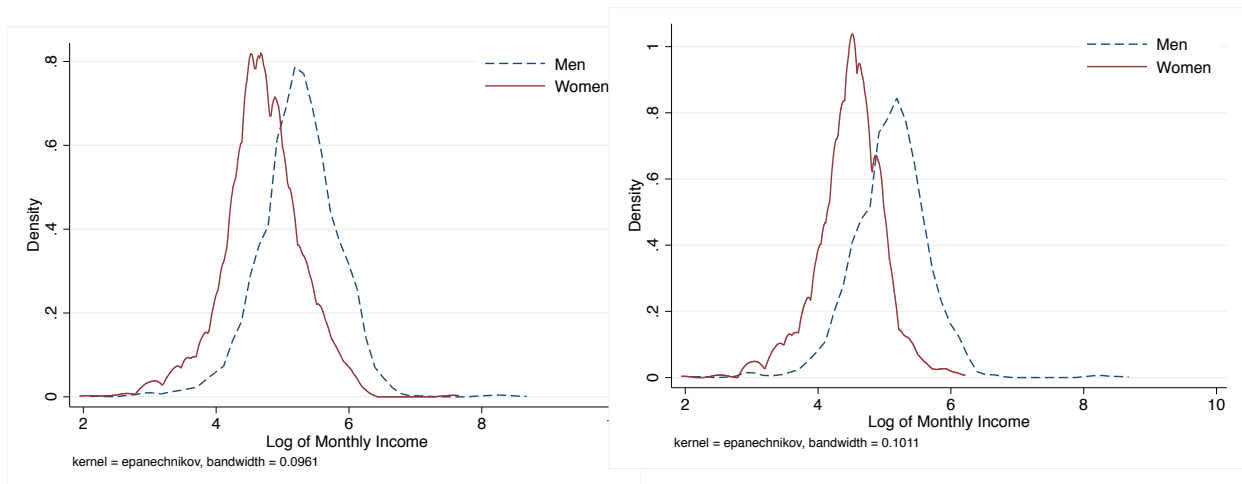 Density
0
.2
.4
.6
.8
Men
Women
2
4
6
8
Log of Monthly Income
kernel = epanechnikov, bandwidth = 0.0961
Density
0
.2
.4
.6
.8
1
Men
Women
2
4
6
8
10
Log of Monthly Income
kernel = epanechnikov, bandwidth = 0.1011